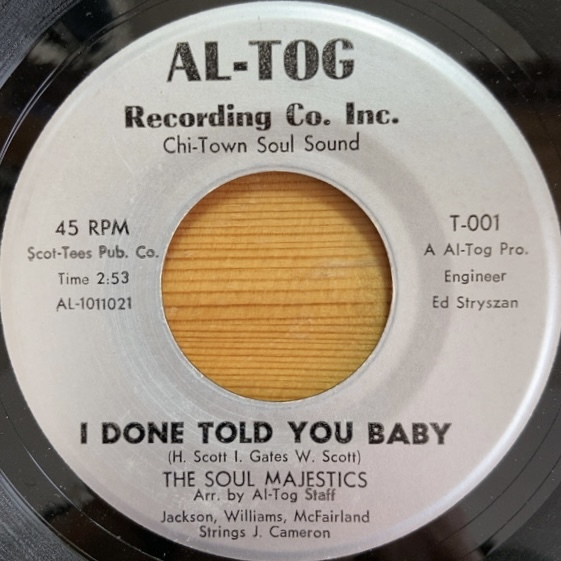 AL-TOG
Recording Co. Inc.
Chi-Town Soul Sound
45 RPM
Scot-Tees Pub. Co.
Time 2:53
AL-1011021
T-001
A Al-Tog Pro.
Engineer
Ed Stryszan
I DONE TOLD YOU BABY
(H. Scott I. Gates W. Scott)
THE SOUL MAJESTICS
Arr. by Al-Tog Staff
Jackson, Williams, McFairland
Strings J. Cameron